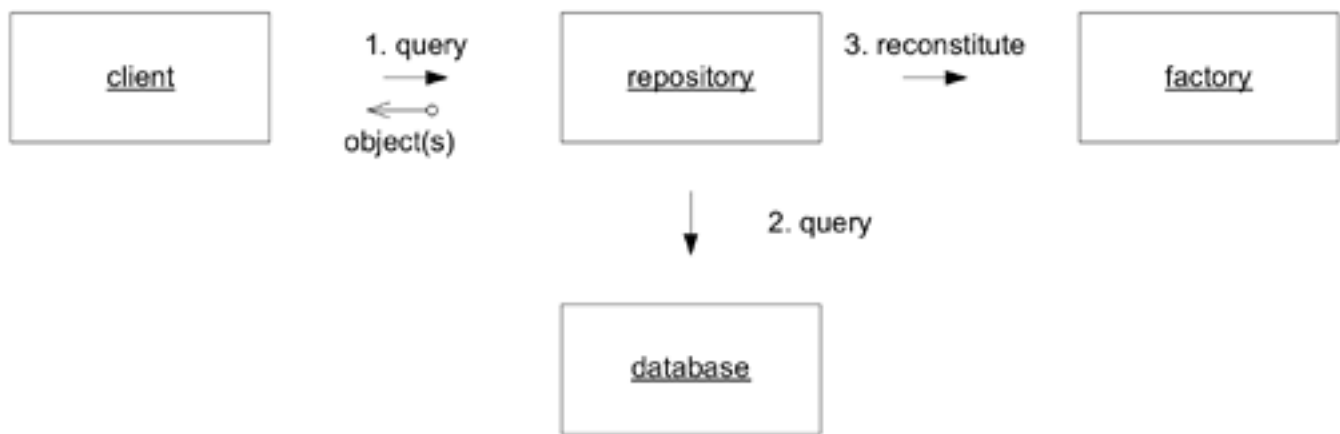 1. query
3. reconstitute
client
repository
factory
object(s)
2. query
database